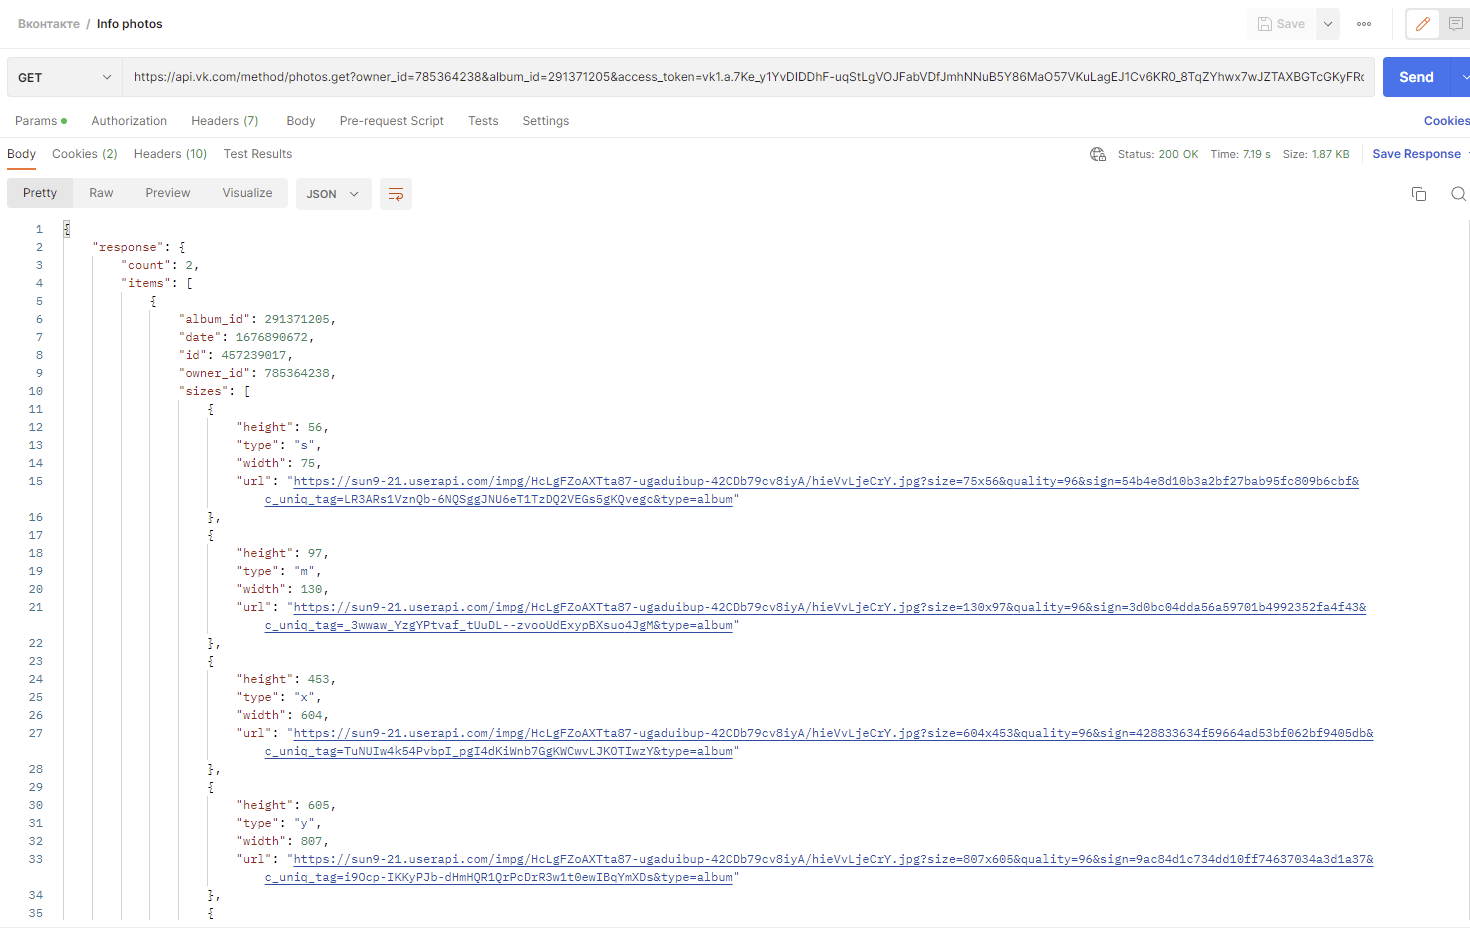 Вконтакте / Info photos
Save
GET https://api.vk.com/method/photos.get?owner_id=785364238&album_id=291371205&access_token=vk1.a.7Ke_y1YvDIDDhF-uqStLgVOJFabVDfJmhNNuB5Y86MaO57VKuLagEJ1Cv6KR0_8TqZYhwx7wJZTAXBGTcGKyFRc Send
Params Authorization Headers (7) Body Pre-request Script Tests Settings Cookies
Body Cookies (2) Headers (10) Test Results Status: 200 OK Time: 7.19 s Size: 1.87 KB Save Response
Pretty Raw Preview Visualize JSON
1 {
2 "response": {
3 "count": 2,
4 "items": [
5 {
6 "album_id": 291371205,
7 "date": 1676890672,
8 "id": 457239017,
9 "owner_id": 785364238,
10 "sizes": [
11 {
12 "height": 56,
13 "type": "s",
14 "width": 75,
15 "url": "https://sun9-21.userapi.com/impg/HcLgFZoAXTta87-ugaduibup-42CDb79cv8iyA/hieVvLjeCrY.jpg?size=75x56&quality=96&sign=54b4e8d10b3a2bf27bab95fc809b6cbf&
c_uniq_tag=LR3ARs1VznQb-6NQSggJNU6eT1TzDQ2VEGs5gKQvegc&type=album"
16 },
17 {
18 "height": 97,
19 "type": "m",
20 "width": 130,
21 "url": "https://sun9-21.userapi.com/impg/HcLgFZoAXTta87-ugaduibup-42CDb79cv8iyA/hieVvLjeCrY.jpg?size=130x97&quality=96&sign=3d0bc04dda56a59701b4992352fa4f43&
c_uniq_tag=_3wwaw_YzgYPtvaf_tUuDL--zvooUdExypBXsuo4JgM&type=album"
22 },
23 {
24 "height": 453,
25 "type": "x",
26 "width": 604,
27 "url": "https://sun9-21.userapi.com/impg/HcLgFZoAXTta87-ugaduibup-42CDb79cv8iyA/hieVvLjeCrY.jpg?size=604x453&quality=96&sign=428833634f59664ad53bf062bf9405db&
c_uniq_tag=TuNUIw4k54PvbpI_pgI4dKiWnb7GgKWCwvLJKOTIwzY&type=album"
28 },
29 {
30 "height": 605,
31 "type": "y",
32 "width": 807,
33 "url": "https://sun9-21.userapi.com/impg/HcLgFZoAXTta87-ugaduibup-42CDb79cv8iyA/hieVvLjeCrY.jpg?size=807x605&quality=96&sign=9ac84d1c734dd10ff74637034a3d1a37&
c_uniq_tag=i9Ocp-IKKyPJb-dHmHQR1QrPcDrR3w1t0ewIBqYmXDs&type=album"
34 },
35 {